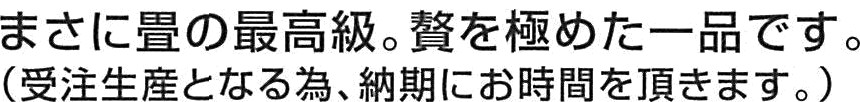 まさに畳の最高級。贅を極めた一品です。
（受注生産となる為、納期にお時間を頂きます。）